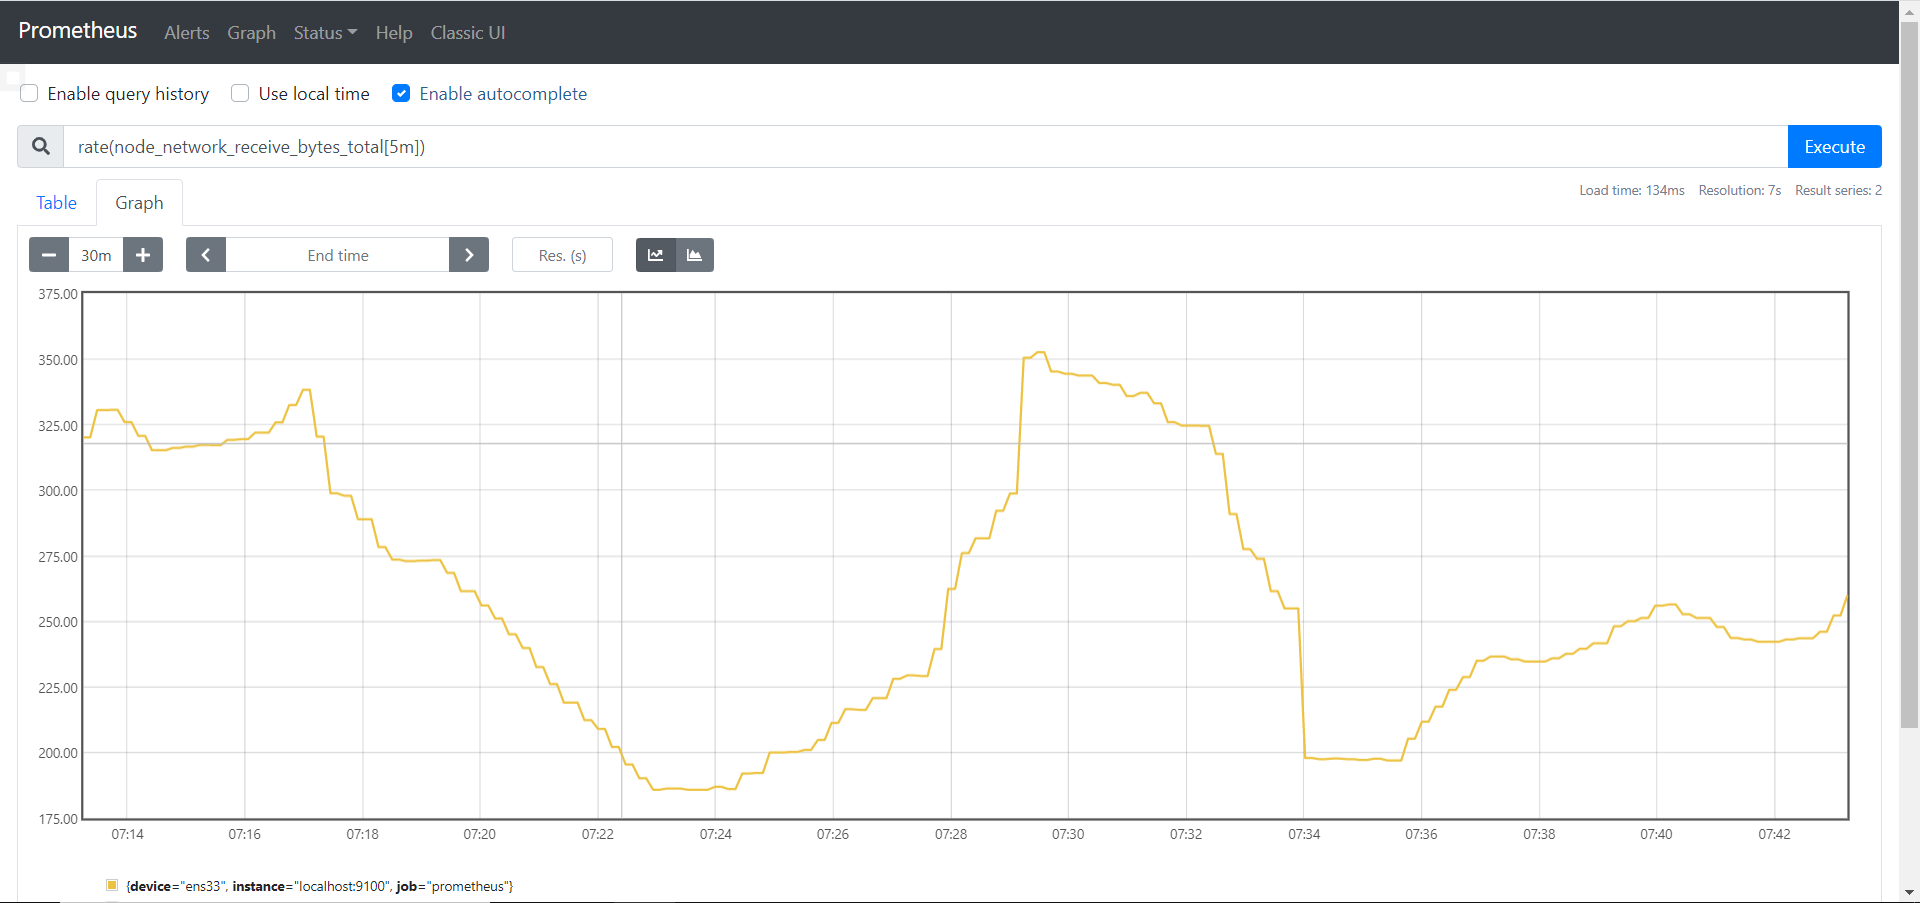 Prometheus Alerts Graph Status Help Classic UI
Enable query history Use local time Enable autocomplete
rate(node_network_receive_bytes_total[5m]) Execute
Table Graph Load time: 134ms Resolution: 7s Result series: 2
30m End time Res. (s)
375.00
350.00
325.00
300.00
275.00
250.00
225.00
200.00
175.00
07:14 07:16 07:18 07:20 07:22 07:24 07:26 07:28 07:30 07:32 07:34 07:36 07:38 07:40 07:42
{device="ens33", instance="localhost:9100", job="prometheus"}